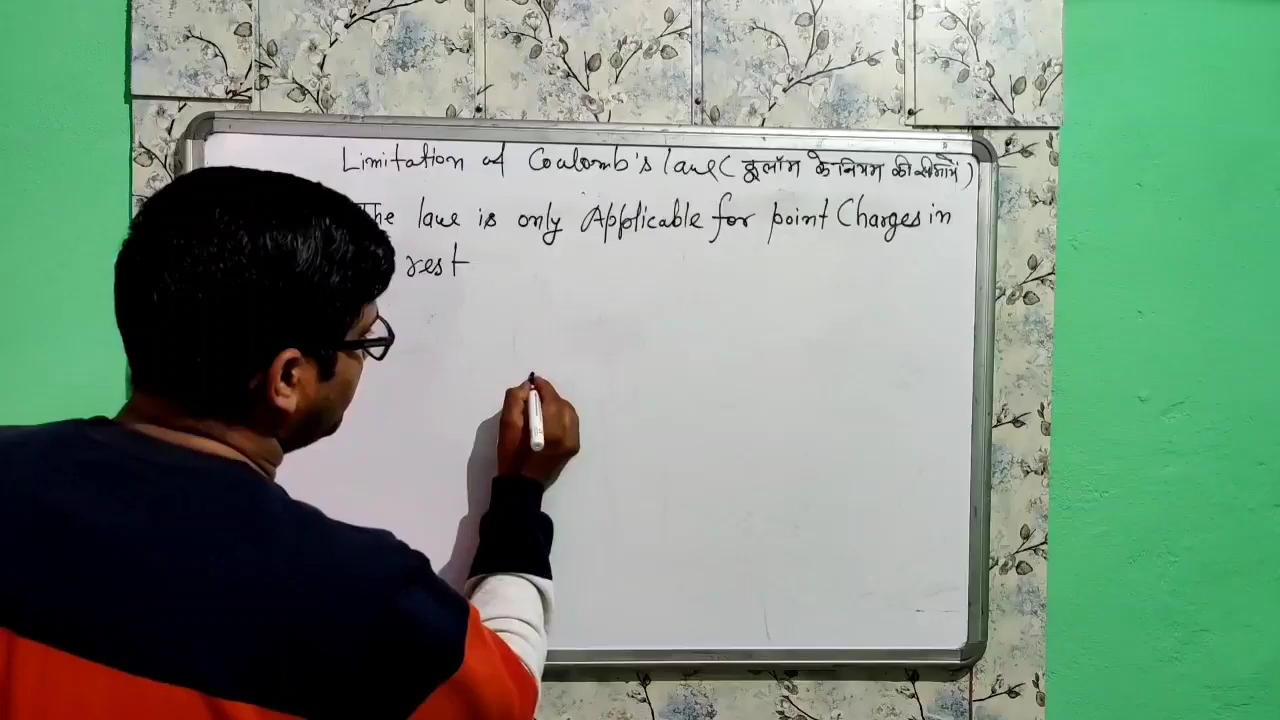 Limitation of Coulomb's law (कूलॉम के नियम की सीमायें)
The law is only Applicable for point Charges in
rest